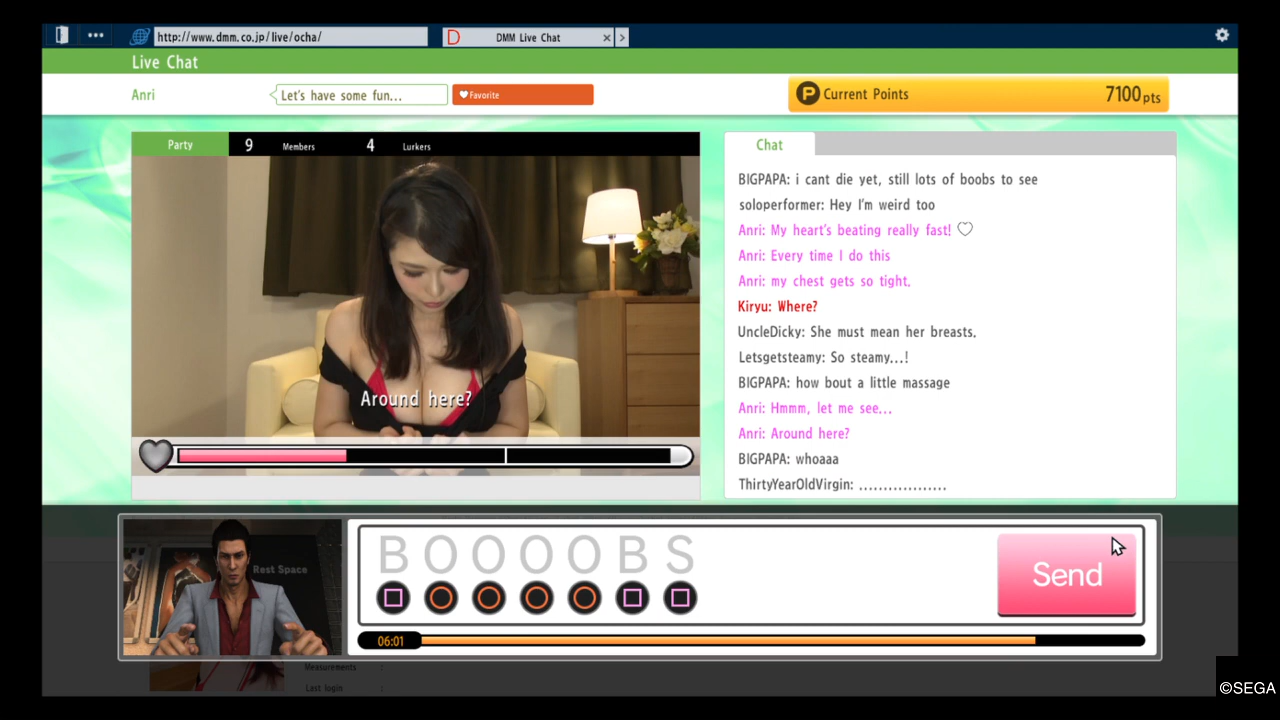 http://www.dmm.co.jp/live/ocha/
D DMM Live Chat
Live Chat
Anri
Let's have some fun...
Favorite
P Current Points 7100pts
Party 9 Members 4 Lurkers
Around here?
Chat
BIGPAPA: i cant die yet, still lots of boobs to see
soloperformer: Hey I'm weird too
Anri: My heart's beating really fast! ♡
Anri: Every time I do this
Anri: my chest gets so tight.
Kiryu: Where?
UncleDicky: She must mean her breasts.
Letsgetsteamy: So steamy...!
BIGPAPA: how bout a little massage
Anri: Hmmm, let me see...
Anri: Around here?
BIGPAPA: whoaaa
ThirtyYearOldVirgin: ..................
Rest Space
BOOOOBS
Send
06:01
Measurements :
Last login :
©SEGA